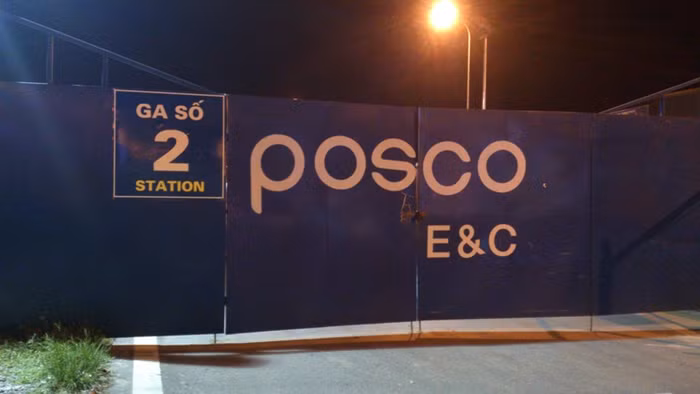 GA SỐ
2
STATION
posco
E&C